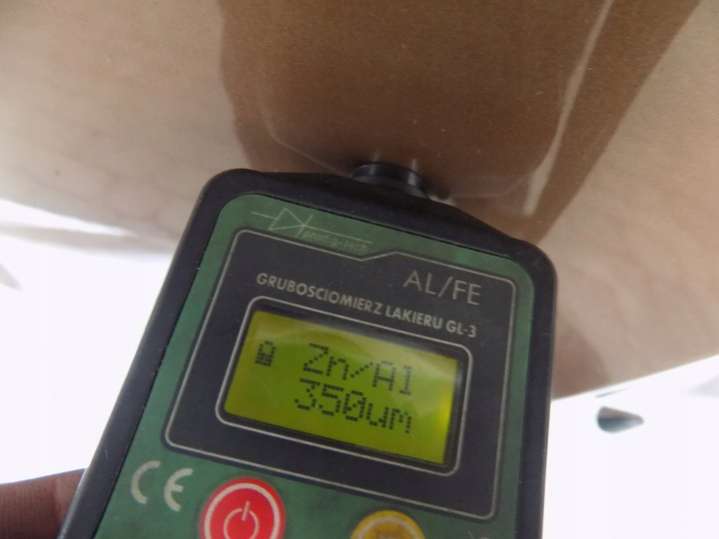 AL/FE
GRUBOSCIOMIERZ LAKIERU GL-3
Zn/Al
350um
CE